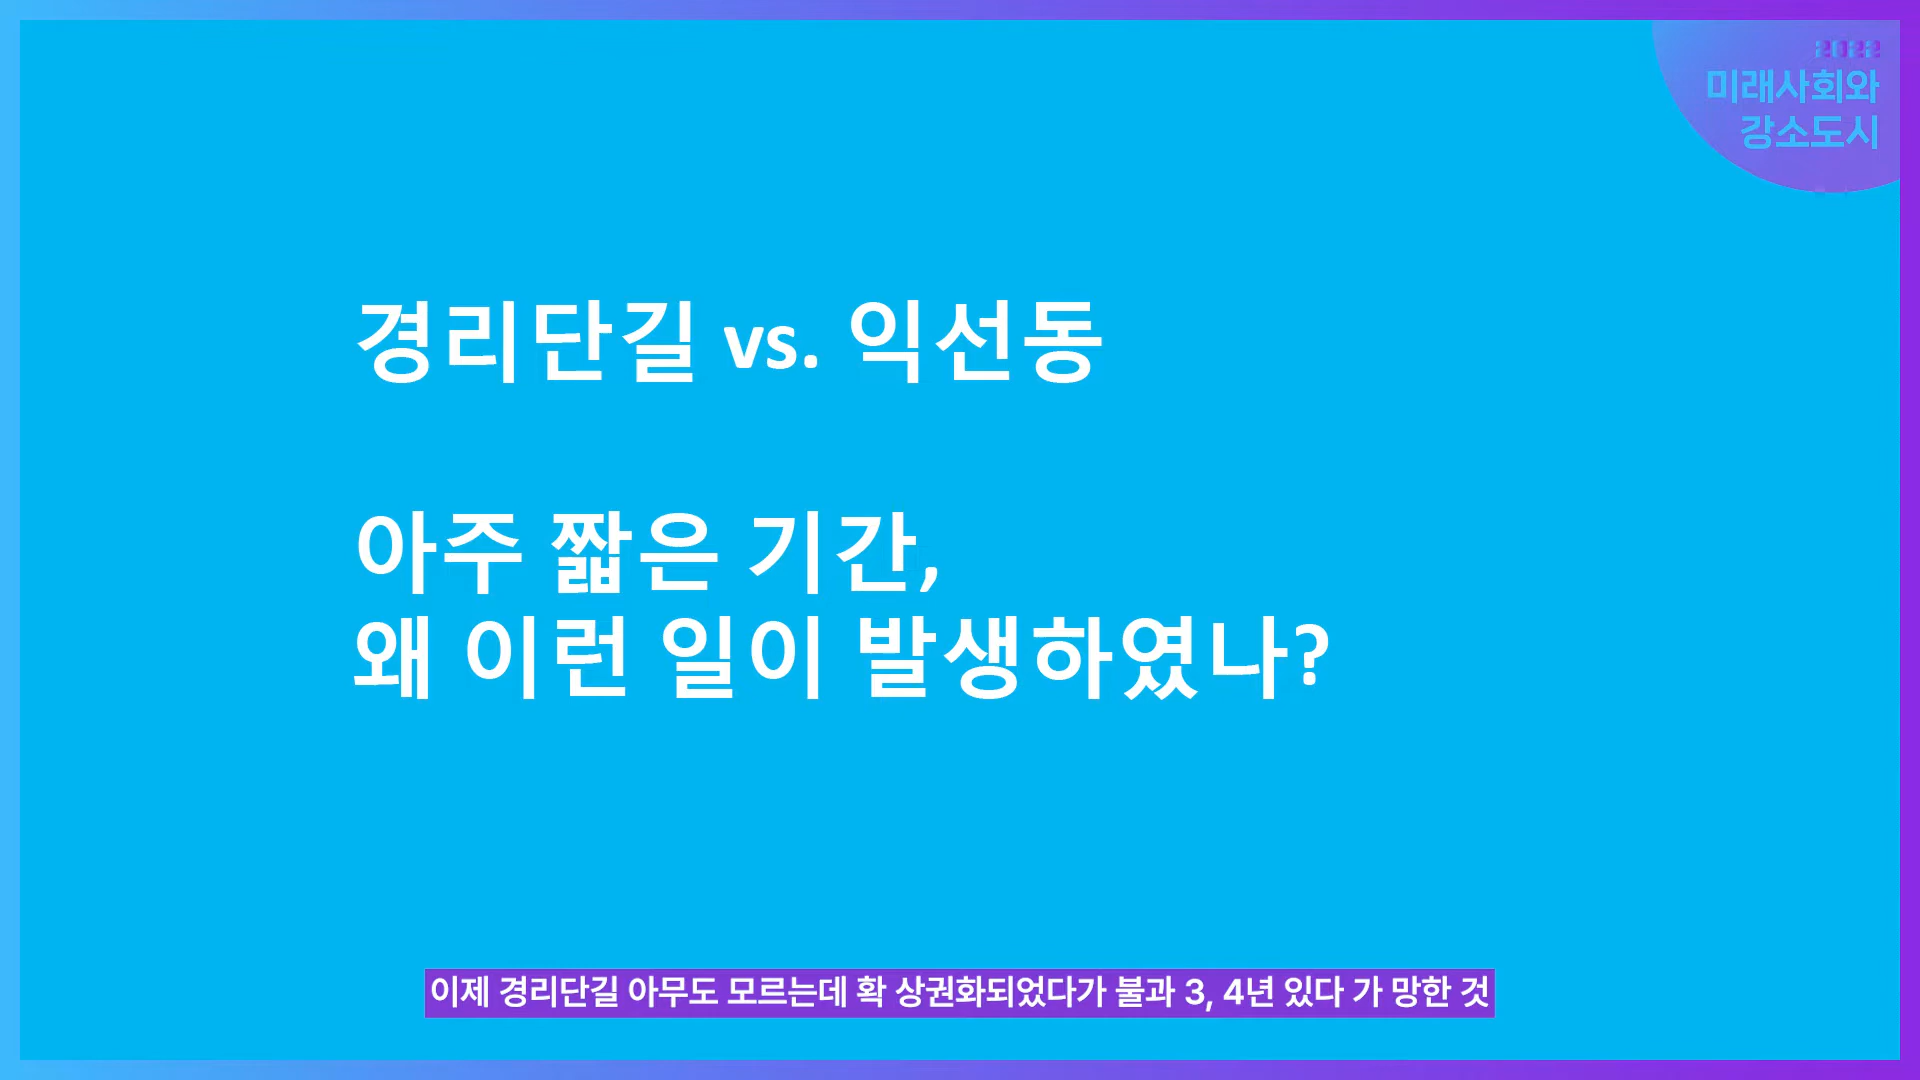 2022
미래사회와
강소도시
경리단길 vs. 익선동
아주 짧은 기간,
왜 이런 일이 발생하였나?
이제 경리단길 아무도 모르는데 확 상권화되었다가 불과 3, 4년 있다 가 망한 것